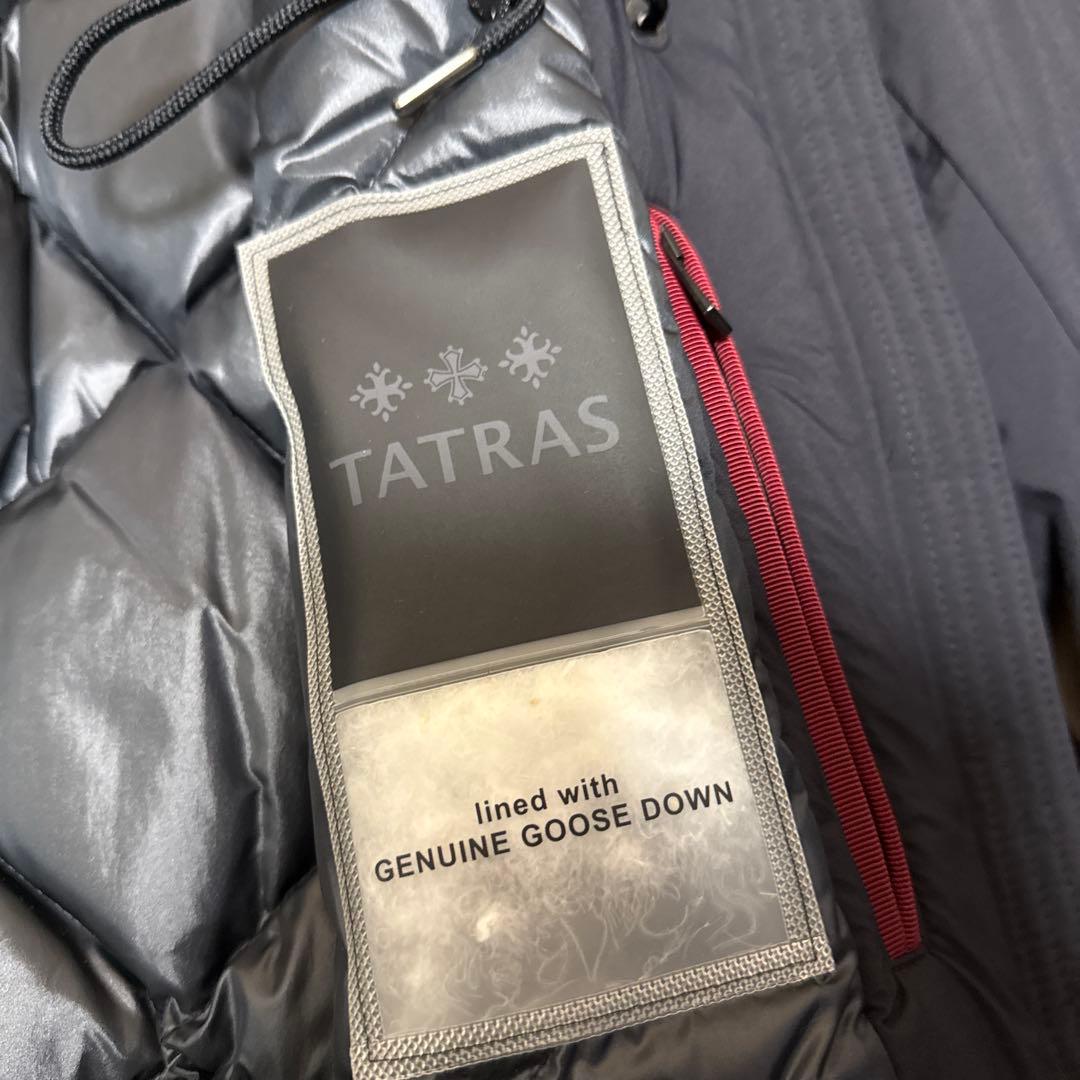 TATRAS
lined with
GENUINE GOOSE DOWN